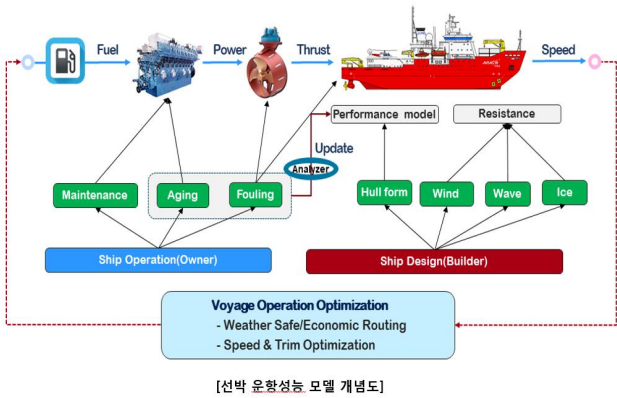 Fuel
Power
Thrust
Speed
Performance model
Resistance
Update
Analyzer
Maintenance
Aging
Fouling
Hull form
Wind
Wave
Ice
Ship Operation(Owner)
Ship Design(Builder)
Voyage Operation Optimization
- Weather Safe/Economic Routing
- Speed & Trim Optimization
[선박 운항성능 모델 개념도]